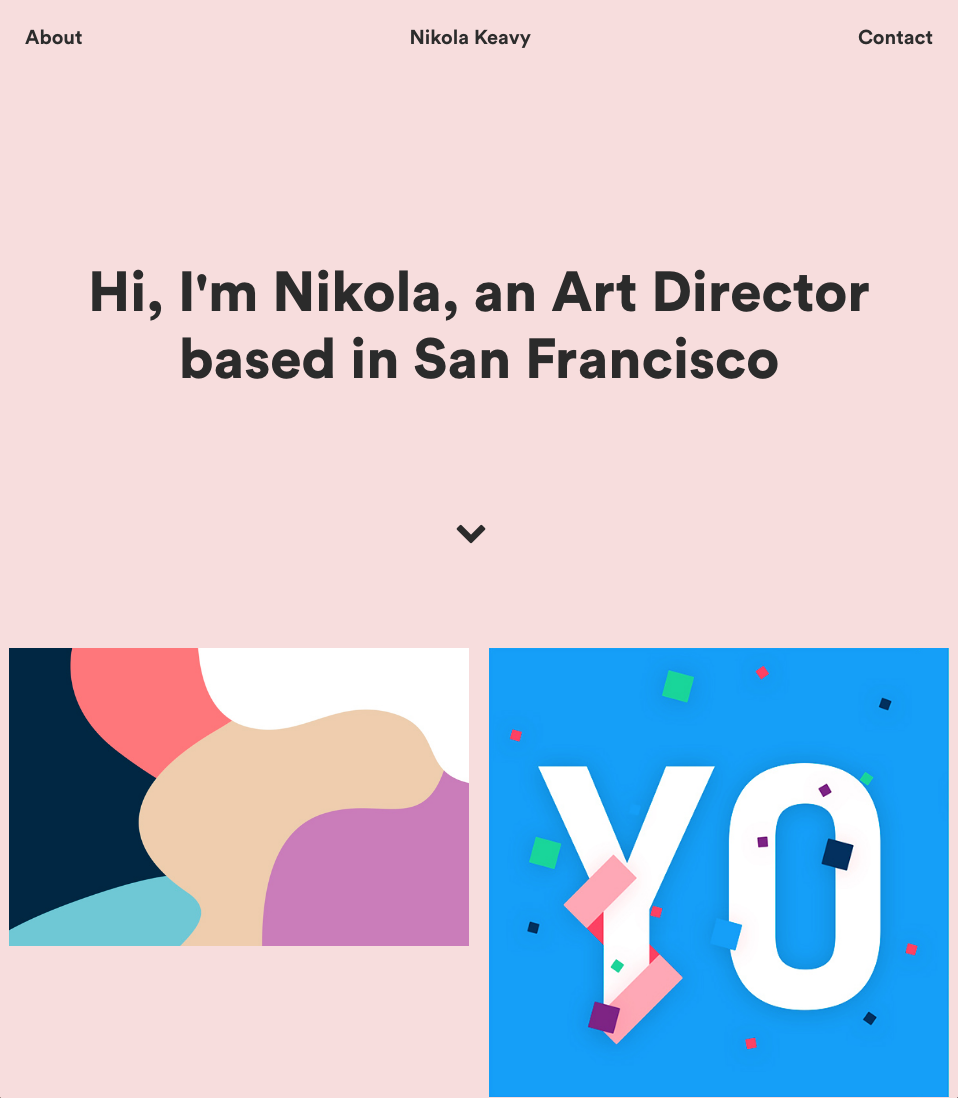 About
Nikola Keavy
Contact
Hi, I'm Nikola, an Art Director
based in San Francisco
YO